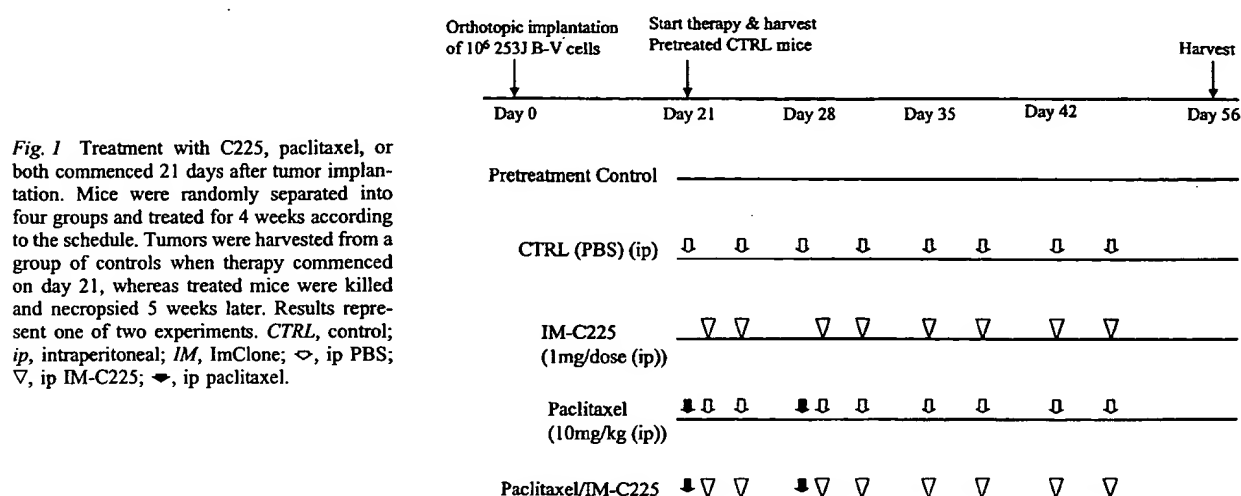 Orthotopic implantation
of 10⁶ 253J B-V cells
Start therapy & harvest
Pretreated CTRL mice
Harvest
Day 0 Day 21 Day 28 Day 35 Day 42 Day 56
Fig. 1 Treatment with C225, paclitaxel, or
both commenced 21 days after tumor implan-
tation. Mice were randomly separated into
four groups and treated for 4 weeks according
to the schedule. Tumors were harvested from a
group of controls when therapy commenced
on day 21, whereas treated mice were killed
and necropsied 5 weeks later. Results repre-
sent one of two experiments. CTRL, control;
ip, intraperitoneal; IM, ImClone; ⬄, ip PBS;
▽, ip IM-C225; ⬌, ip paclitaxel.
Pretreatment Control
CTRL (PBS) (ip)
IM-C225
(1mg/dose (ip))
Paclitaxel
(10mg/kg (ip))
Paclitaxel/IM-C225